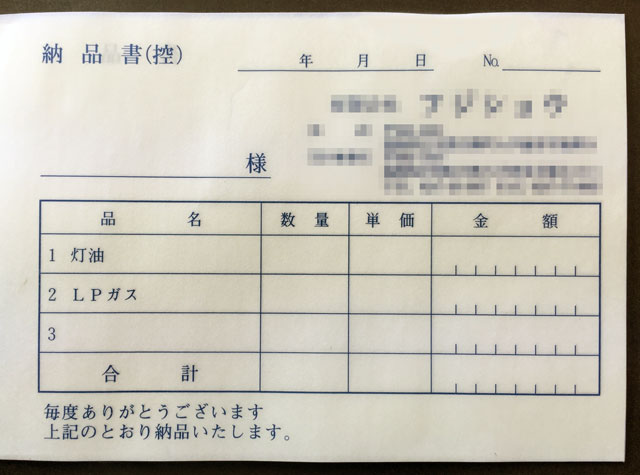 納品書(控)
年 月 日 No.
様
品名 数量 単価 金額
1 灯油
2 LPガス
3
合計
毎度ありがとうございます
上記のとおり納品いたします。